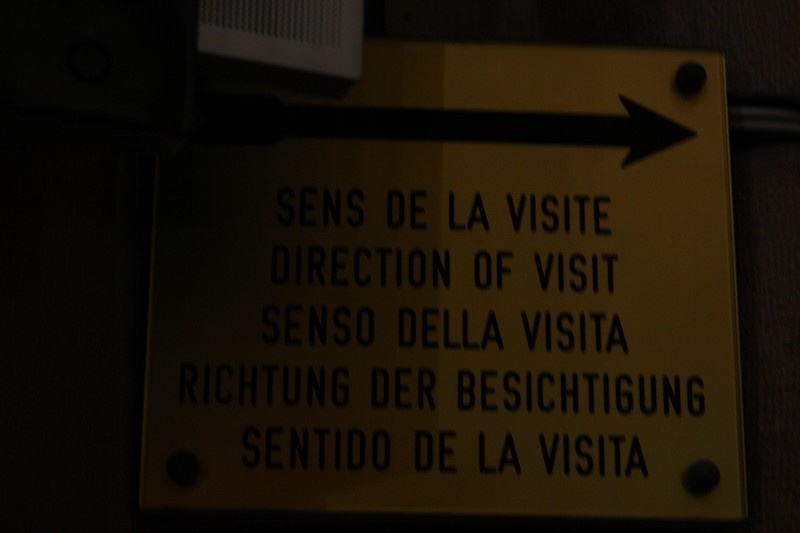 SENS DE LA VISITE
DIRECTION OF VISIT
SENSO DELLA VISITA
RICHTUNG DER BESICHTIGUNG
SENTIDO DE LA VISITA